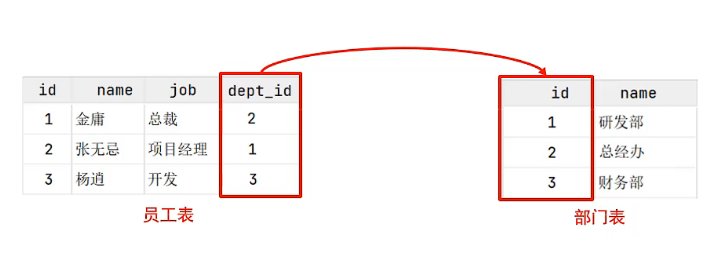 id name job dept_id
1 金庸 总裁 2
2 张无忌 项目经理 1
3 杨逍 开发 3
员工表
id name
1 研发部
2 总经办
3 财务部
部门表